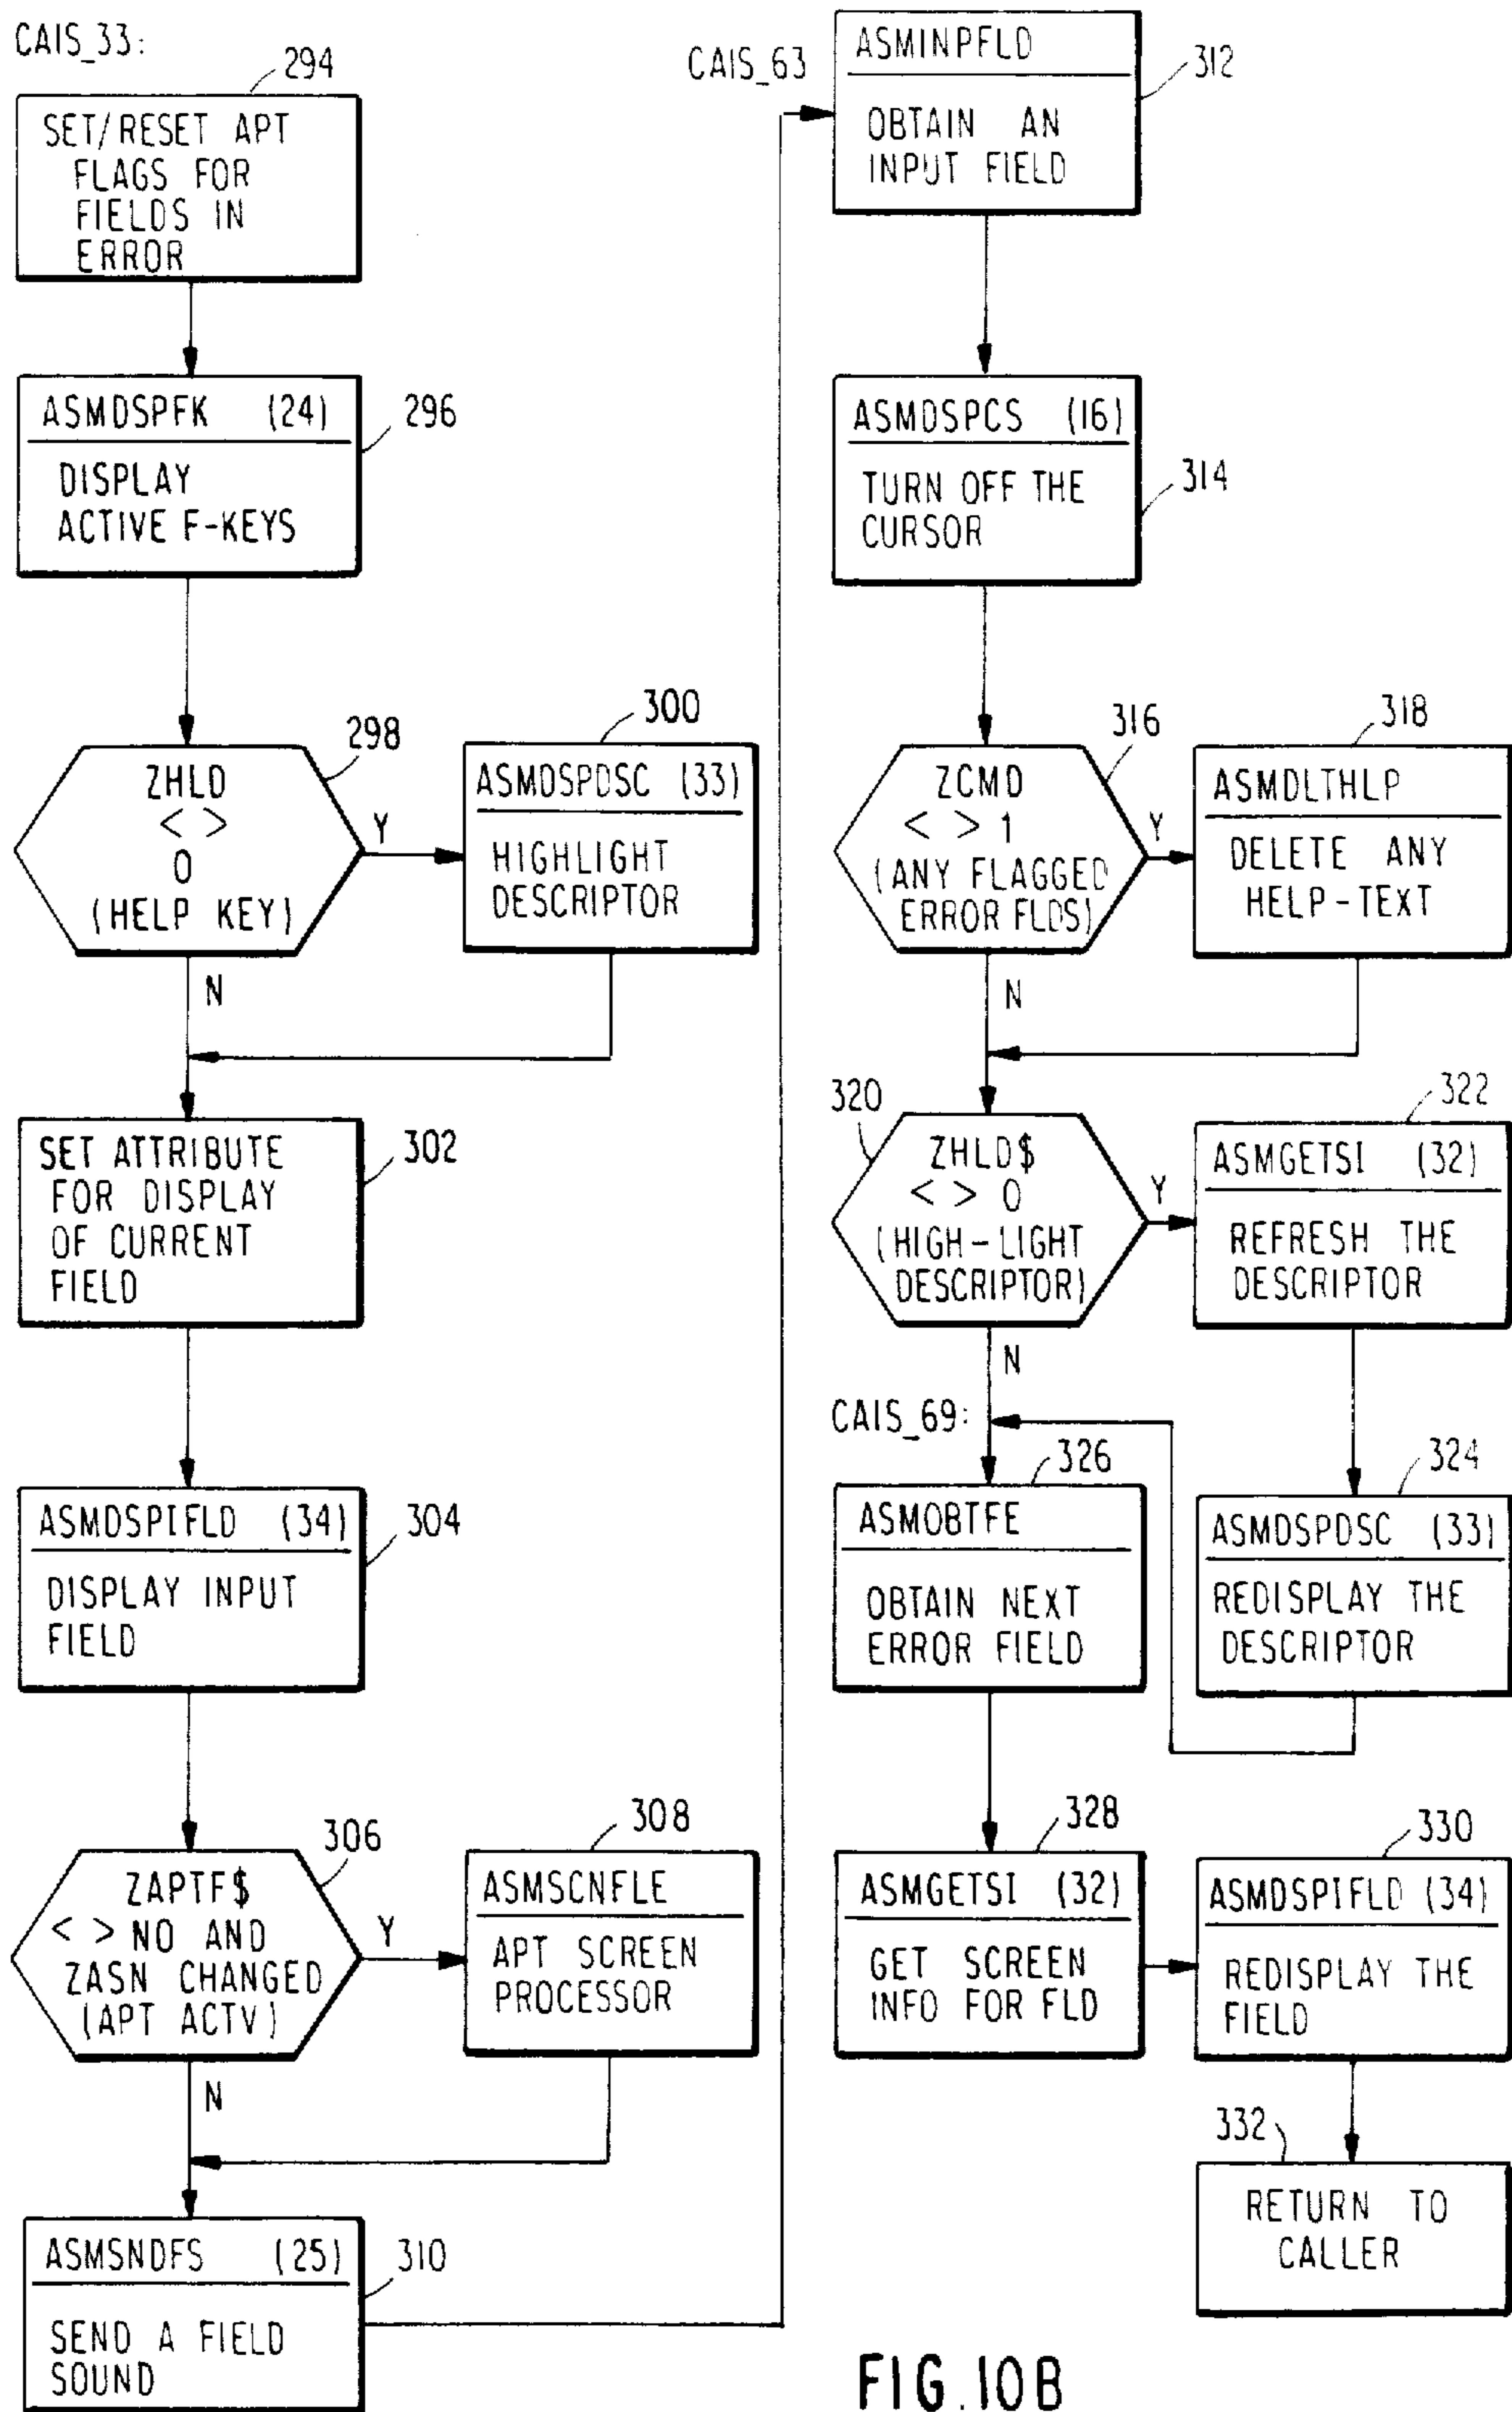 CAIS_33:
294
SET/RESET APT
FLAGS FOR
FIELDS IN
ERROR
ASMDSPFK (24)
296
DISPLAY
ACTIVE F-KEYS
298
ZHLD
< >
0
(HELP KEY)
Y
N
300
ASMDSPDSC (33)
HIGHLIGHT
DESCRIPTOR
SET ATTRIBUTE
FOR DISPLAY
OF CURRENT
FIELD
302
ASMDSPIFLD (34)
304
DISPLAY INPUT
FIELD
306
ZAPTF$
< > NO AND
ZASN CHANGED
(APT ACTV)
Y
N
308
ASMSCNFLE
APT SCREEN
PROCESSOR
ASMSNDFS (25)
310
SEND A FIELD
SOUND
CAIS_63
ASMINPFLD
312
OBTAIN AN
INPUT FIELD
ASMDSPCS (16)
314
TURN OFF THE
CURSOR
316
ZCMD
< > 1
(ANY FLAGGED
ERROR FLDS)
Y
N
318
ASMDLTHLP
DELETE ANY
HELP-TEXT
320
ZHLD$
< > 0
(HIGH-LIGHT
DESCRIPTOR)
Y
N
322
ASMGETSI (32)
REFRESH THE
DESCRIPTOR
324
ASMDSPDSC (33)
REDISPLAY THE
DESCRIPTOR
CAIS_69:
326
ASMOBTFE
OBTAIN NEXT
ERROR FIELD
328
ASMGETSI (32)
GET SCREEN
INFO FOR FLD
330
ASMDSPIFLD (34)
REDISPLAY THE
FIELD
332
RETURN TO
CALLER
FIG.10B